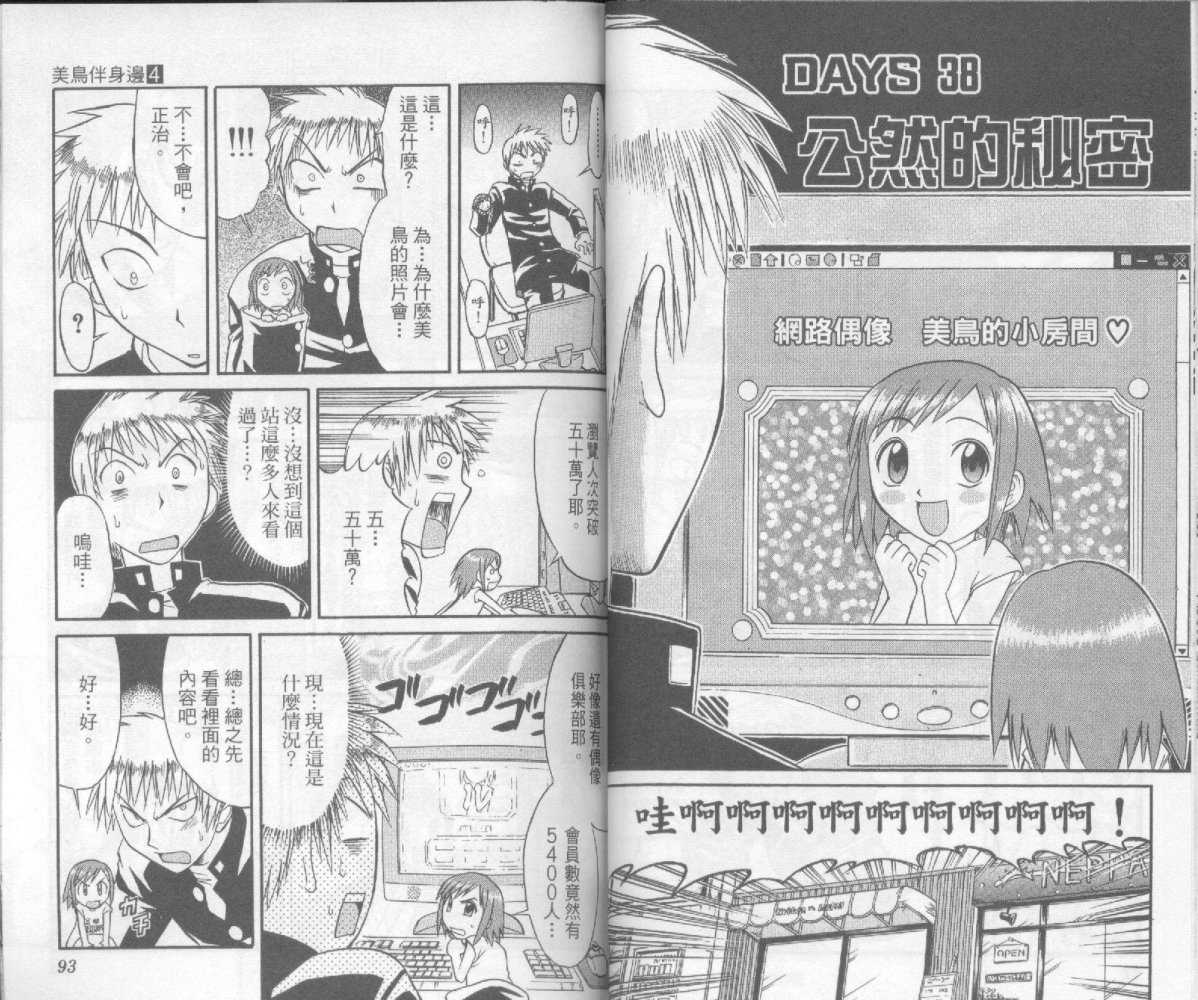 DAYS 38
公然的秘密
網路偶像 美鳥的小房間♡
哇啊啊啊啊啊啊啊啊啊！
NEPPA
OPEN
美鳥伴身邊4
………
呼！
呼！
呼！
這…
這是什麼？
為…為什麼美
鳥的照片會…
!!!
不…不會吧，
正治。
？
瀏覽人次突破
五十萬了耶。
五…
五十萬？
沒…沒想到這個
站這麼多人來看
過了…？
嗚哇…
好像還有偶像
俱樂部耶。
會員數竟然有
5400人…
ゴゴゴゴゴ
現…現在這是
什麼情況？
總…總之先
看看裡面的
內容吧。
好…好。
ガチ
93